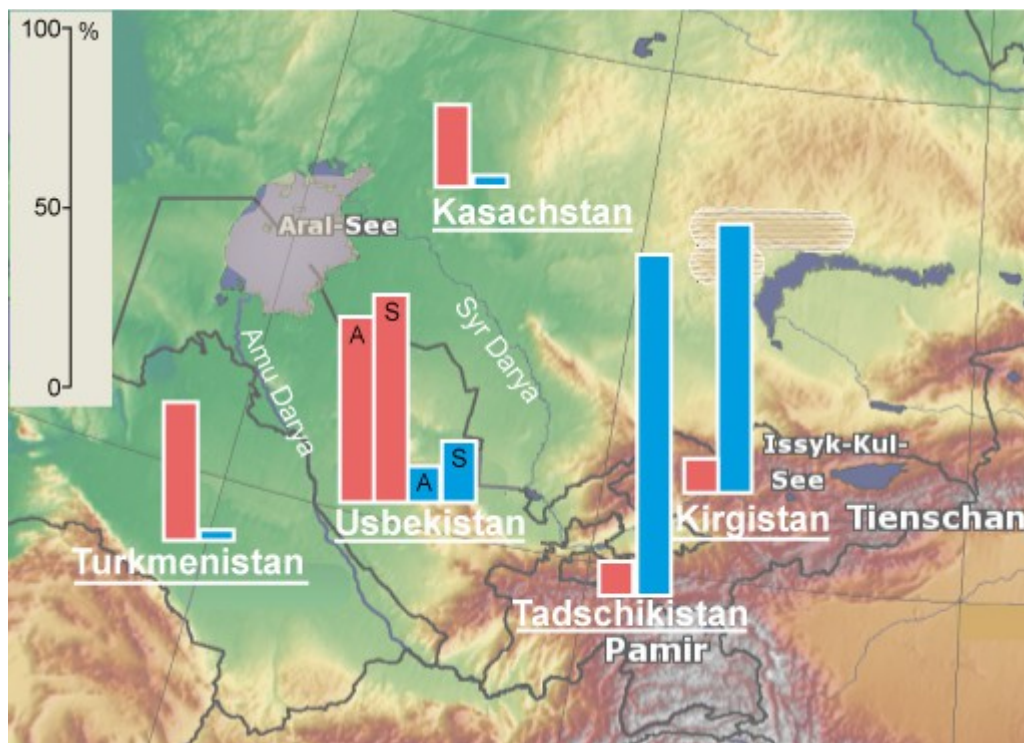 100 %
50
0
Kasachstan
Aral-See
Syr Darya
Amu Darya
A
S
A
S
Usbekistan
Turkmenistan
Issyk-Kul-
See
Kirgistan
Tienschan
Tadschikistan
Pamir